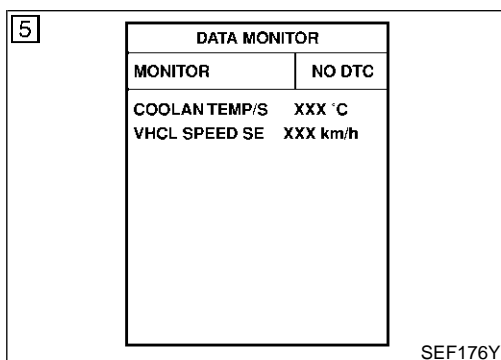 5
DATA MONITOR
MONITOR NO DTC
COOLAN TEMP/S XXX °C
VHCL SPEED SE XXX km/h
SEF176Y